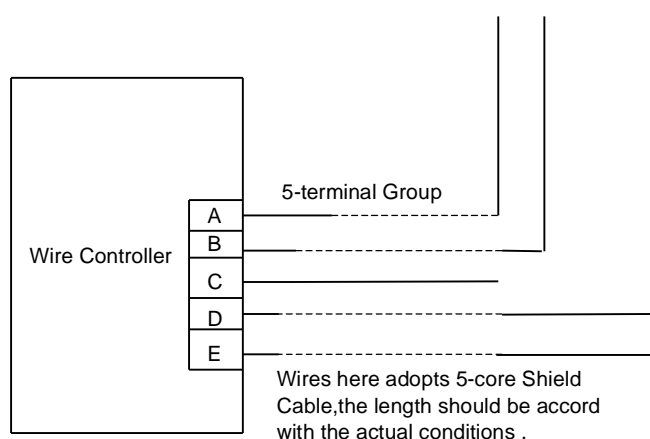 5-terminal Group
A
B
Wire Controller
C
D
E
Wires here adopts 5-core Shield
Cable,the length should be accord
with the actual conditions .